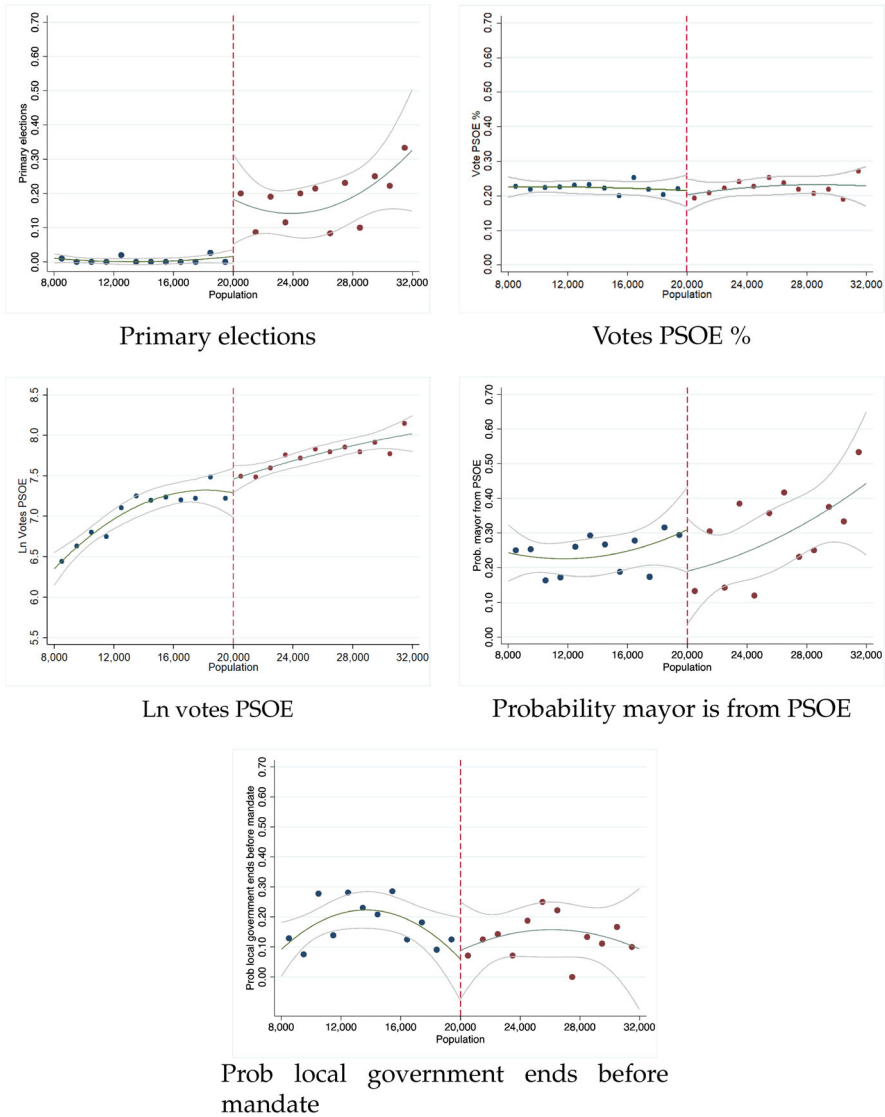 Primary elections
0.70
0.60
0.50
0.40
0.30
0.20
0.10
0.00
8,000 12,000 16,000 20,000 24,000 28,000 32,000
Population
Primary elections
Vote PSOE %
0.70
0.60
0.50
0.40
0.30
0.20
0.10
0.00
8,000 12,000 16,000 20,000 24,000 28,000 32,000
Population
Votes PSOE %
Ln Votes PSOE
8.5
8.0
7.5
7.0
6.5
6.0
5.5
8,000 12,000 16,000 20,000 24,000 28,000 32,000
Population
Ln votes PSOE
Prob. mayor from PSOE
0.70
0.60
0.50
0.40
0.30
0.20
0.10
0.00
8,000 12,000 16,000 20,000 24,000 28,000 32,000
Population
Probability mayor is from PSOE
Prob local government ends before mandate
0.70
0.60
0.50
0.40
0.30
0.20
0.10
0.00
8,000 12,000 16,000 20,000 24,000 28,000 32,000
Population
Prob local government ends before
mandate